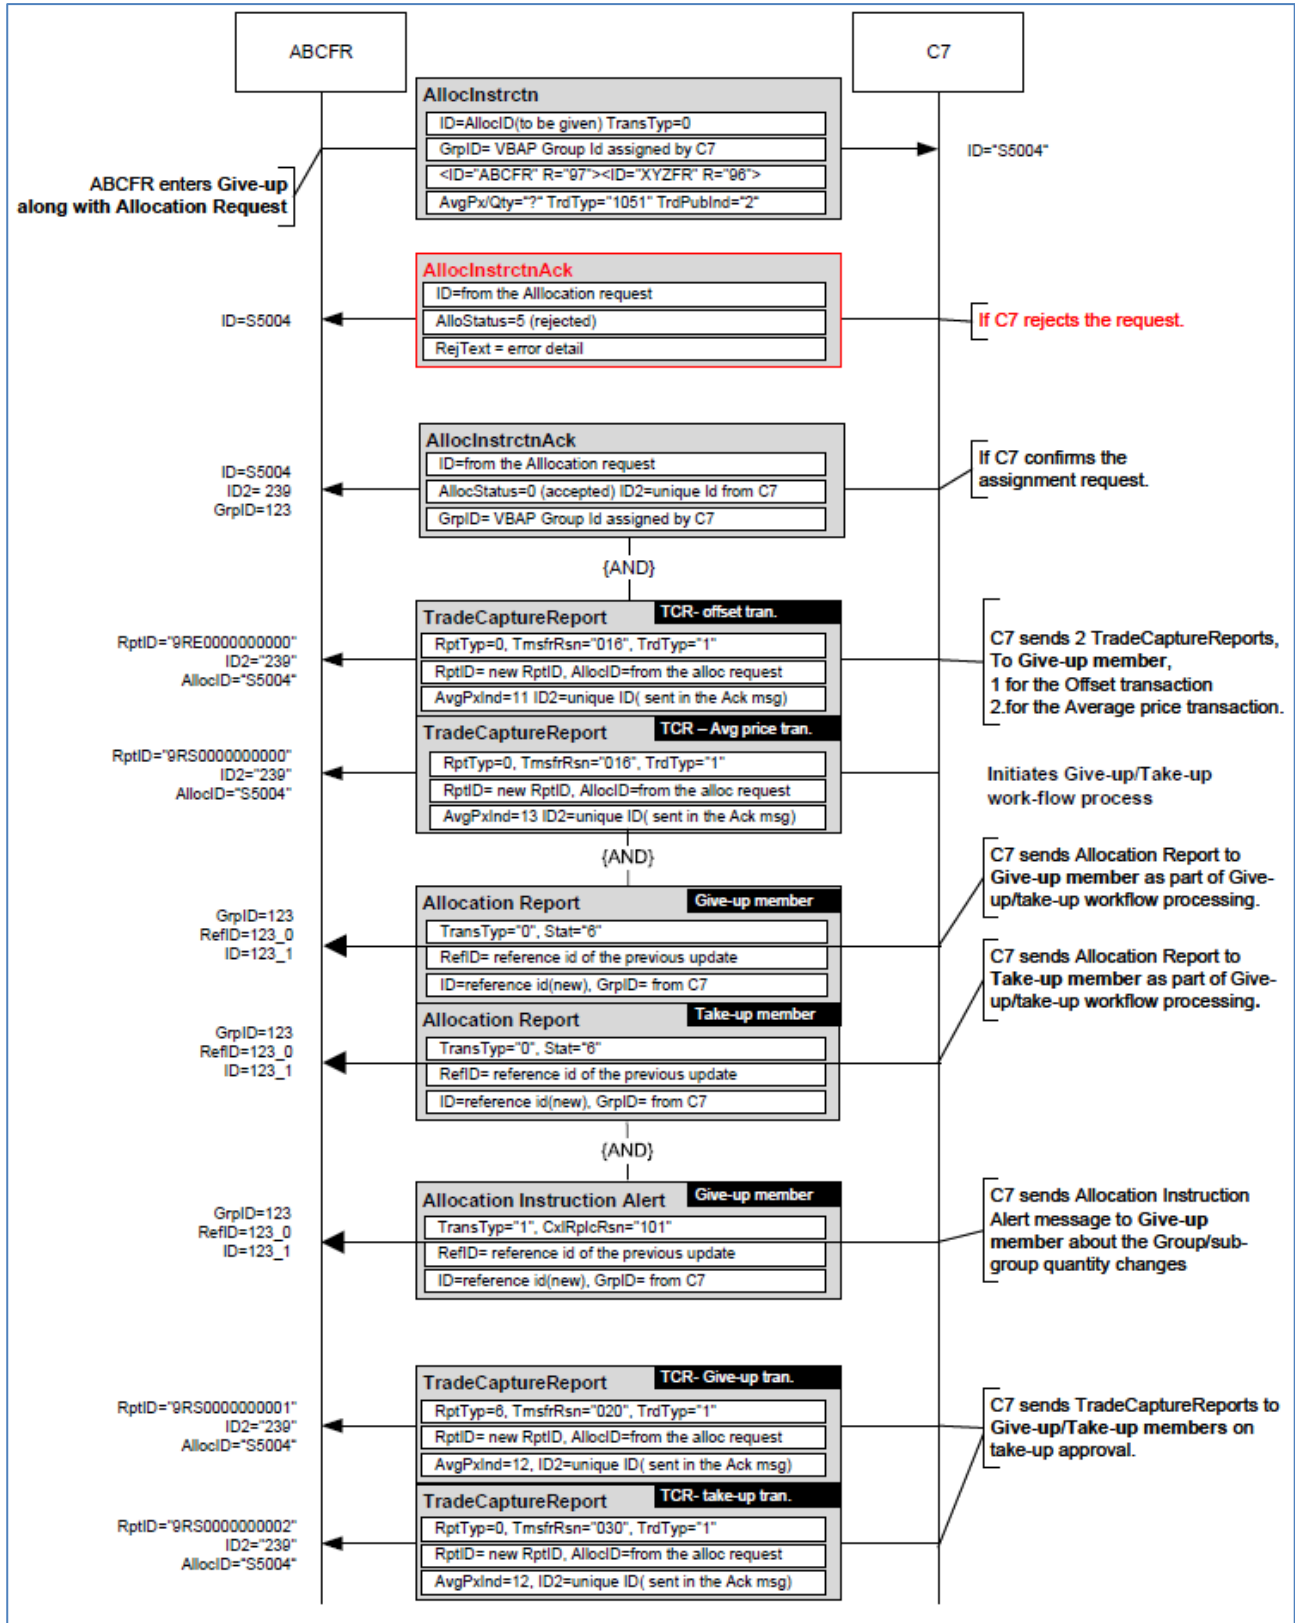 ABCFR
C7
AllocInstrctn
ID=AllocID(to be given) TransTyp=0
GrpID= VBAP Group Id assigned by C7
<ID="ABCFR" R="97"><ID="XYZFR" R="96">
AvgPx/Qty="?" TrdTyp="1051" TrdPubInd="2"
ID="S5004"
ABCFR enters Give-up
along with Allocation Request
AllocInstrctnAck
ID=from the Alllocation request
AlloStatus=5 (rejected)
RejText = error detail
ID=S5004
If C7 rejects the request.
AllocInstrctnAck
ID=from the Alllocation request
AllocStatus=0 (accepted) ID2=unique Id from C7
GrpID= VBAP Group Id assigned by C7
ID=S5004
ID2= 239
GrpID=123
If C7 confirms the
assignment request.
{AND}
TradeCaptureReport
TCR- offset tran.
RptTyp=0, TrnsfrRsn="016", TrdTyp="1"
RptID= new RptID, AllocID=from the alloc request
AvgPxInd=11 ID2=unique ID( sent in the Ack msg)
RptID="9RE0000000000"
ID2="239"
AllocID="S5004"
C7 sends 2 TradeCaptureReports,
To Give-up member,
1 for the Offset transaction
2.for the Average price transaction.
TradeCaptureReport
TCR – Avg price tran.
RptTyp=0, TrnsfrRsn="016", TrdTyp="1"
RptID= new RptID, AllocID=from the alloc request
AvgPxInd=13 ID2=unique ID( sent in the Ack msg)
RptID="9RS0000000000"
ID2="239"
AllocID="S5004"
Initiates Give-up/Take-up
work-flow process
{AND}
Allocation Report
Give-up member
TransTyp="0", Stat="6"
RefID= reference id of the previous update
ID=reference id(new), GrpID= from C7
GrpID=123
RefID=123_0
ID=123_1
C7 sends Allocation Report to
Give-up member as part of Give-
up/take-up workflow processing.
Allocation Report
Take-up member
TransTyp="0", Stat="6"
RefID= reference id of the previous update
ID=reference id(new), GrpID= from C7
GrpID=123
RefID=123_0
ID=123_1
C7 sends Allocation Report to
Take-up member as part of Give-
up/take-up workflow processing.
{AND}
Allocation Instruction Alert
Give-up member
TransTyp="1", CxlRplcRsn="101"
RefID= reference id of the previous update
ID=reference id(new), GrpID= from C7
GrpID=123
RefID=123_0
ID=123_1
C7 sends Allocation Instruction
Alert message to Give-up
member about the Group/sub-
group quantity changes
TradeCaptureReport
TCR- Give-up tran.
RptTyp=6, TrnsfrRsn="020", TrdTyp="1"
RptID= new RptID, AllocID=from the alloc request
AvgPxInd=12, ID2=unique ID( sent in the Ack msg)
RptID="9RS0000000001"
ID2="239"
AllocID="S5004"
C7 sends TradeCaptureReports to
Give-up/Take-up members on
take-up approval.
TradeCaptureReport
TCR- take-up tran.
RptTyp=0, TrnsfrRsn="030", TrdTyp="1"
RptID= new RptID, AllocID=from the alloc request
AvgPxInd=12, ID2=unique ID( sent in the Ack msg)
RptID="9RS0000000002"
ID2="239"
AllocID="S5004"